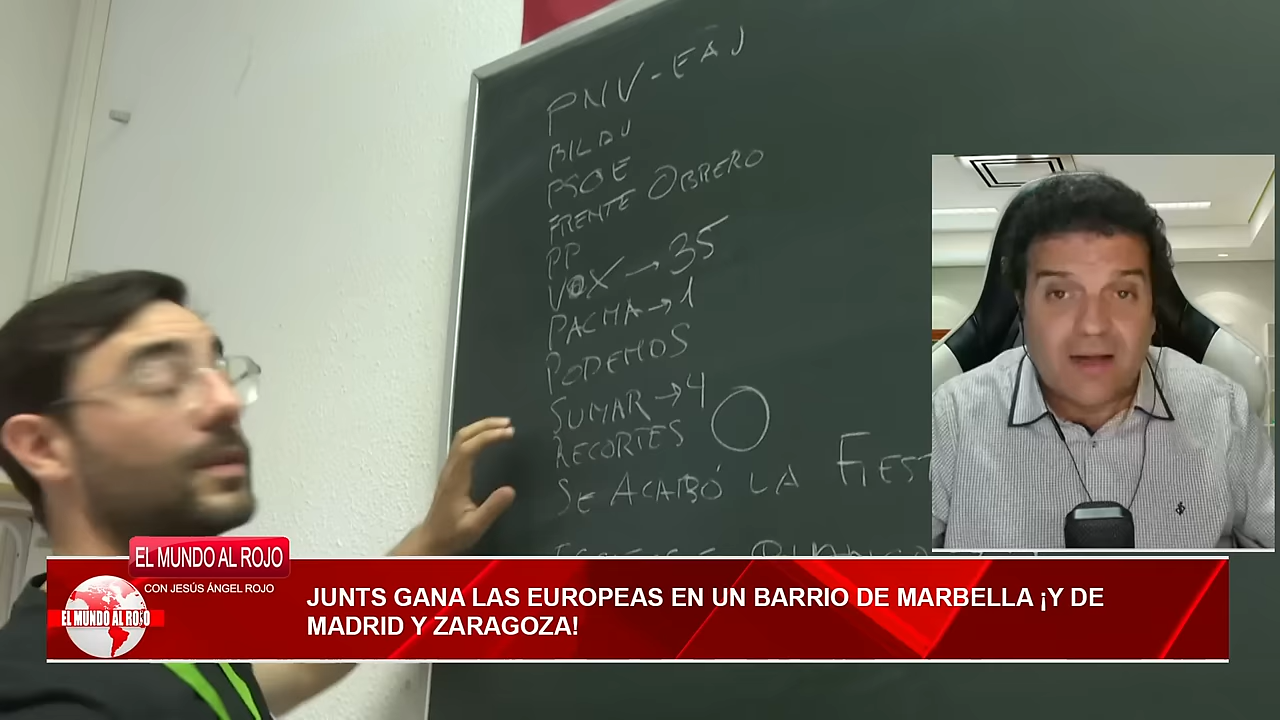 PNV-EAJ
BILDU
PSOE
FRENTE OBRERO
PP
VOX → 35
PACMA → 1
PODEMOS
SUMAR → 4
RECORTES
SE ACABÓ LA FIEST
EL MUNDO AL ROJO
CON JESÚS ÁNGEL ROJO
EL MUNDO AL ROJO
JUNTS GANA LAS EUROPEAS EN UN BARRIO DE MARBELLA ¡Y DE
MADRID Y ZARAGOZA!